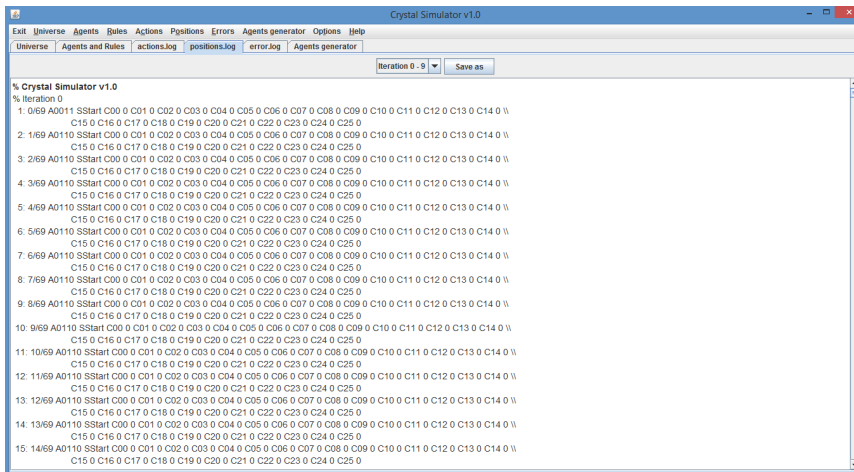 Crystal Simulator v1.0
Exit Universe Agents Rules Actions Positions Errors Agents generator Options Help
Universe Agents and Rules actions.log positions.log error.log Agents generator
Iteration 0 - 9 Save as
% Crystal Simulator v1.0
% Iteration 0
1: 0/69 A0011 SStart C00 0 C01 0 C02 0 C03 0 C04 0 C05 0 C06 0 C07 0 C08 0 C09 0 C10 0 C11 0 C12 0 C13 0 C14 0 \\
C15 0 C16 0 C17 0 C18 0 C19 0 C20 0 C21 0 C22 0 C23 0 C24 0 C25 0
2: 1/69 A0110 SStart C00 0 C01 0 C02 0 C03 0 C04 0 C05 0 C06 0 C07 0 C08 0 C09 0 C10 0 C11 0 C12 0 C13 0 C14 0 \\
C15 0 C16 0 C17 0 C18 0 C19 0 C20 0 C21 0 C22 0 C23 0 C24 0 C25 0
3: 2/69 A0110 SStart C00 0 C01 0 C02 0 C03 0 C04 0 C05 0 C06 0 C07 0 C08 0 C09 0 C10 0 C11 0 C12 0 C13 0 C14 0 \\
C15 0 C16 0 C17 0 C18 0 C19 0 C20 0 C21 0 C22 0 C23 0 C24 0 C25 0
4: 3/69 A0110 SStart C00 0 C01 0 C02 0 C03 0 C04 0 C05 0 C06 0 C07 0 C08 0 C09 0 C10 0 C11 0 C12 0 C13 0 C14 0 \\
C15 0 C16 0 C17 0 C18 0 C19 0 C20 0 C21 0 C22 0 C23 0 C24 0 C25 0
5: 4/69 A0110 SStart C00 0 C01 0 C02 0 C03 0 C04 0 C05 0 C06 0 C07 0 C08 0 C09 0 C10 0 C11 0 C12 0 C13 0 C14 0 \\
C15 0 C16 0 C17 0 C18 0 C19 0 C20 0 C21 0 C22 0 C23 0 C24 0 C25 0
6: 5/69 A0110 SStart C00 0 C01 0 C02 0 C03 0 C04 0 C05 0 C06 0 C07 0 C08 0 C09 0 C10 0 C11 0 C12 0 C13 0 C14 0 \\
C15 0 C16 0 C17 0 C18 0 C19 0 C20 0 C21 0 C22 0 C23 0 C24 0 C25 0
7: 6/69 A0110 SStart C00 0 C01 0 C02 0 C03 0 C04 0 C05 0 C06 0 C07 0 C08 0 C09 0 C10 0 C11 0 C12 0 C13 0 C14 0 \\
C15 0 C16 0 C17 0 C18 0 C19 0 C20 0 C21 0 C22 0 C23 0 C24 0 C25 0
8: 7/69 A0110 SStart C00 0 C01 0 C02 0 C03 0 C04 0 C05 0 C06 0 C07 0 C08 0 C09 0 C10 0 C11 0 C12 0 C13 0 C14 0 \\
C15 0 C16 0 C17 0 C18 0 C19 0 C20 0 C21 0 C22 0 C23 0 C24 0 C25 0
9: 8/69 A0110 SStart C00 0 C01 0 C02 0 C03 0 C04 0 C05 0 C06 0 C07 0 C08 0 C09 0 C10 0 C11 0 C12 0 C13 0 C14 0 \\
C15 0 C16 0 C17 0 C18 0 C19 0 C20 0 C21 0 C22 0 C23 0 C24 0 C25 0
10: 9/69 A0110 SStart C00 0 C01 0 C02 0 C03 0 C04 0 C05 0 C06 0 C07 0 C08 0 C09 0 C10 0 C11 0 C12 0 C13 0 C14 0 \\
C15 0 C16 0 C17 0 C18 0 C19 0 C20 0 C21 0 C22 0 C23 0 C24 0 C25 0
11: 10/69 A0110 SStart C00 0 C01 0 C02 0 C03 0 C04 0 C05 0 C06 0 C07 0 C08 0 C09 0 C10 0 C11 0 C12 0 C13 0 C14 0 \\
C15 0 C16 0 C17 0 C18 0 C19 0 C20 0 C21 0 C22 0 C23 0 C24 0 C25 0
12: 11/69 A0110 SStart C00 0 C01 0 C02 0 C03 0 C04 0 C05 0 C06 0 C07 0 C08 0 C09 0 C10 0 C11 0 C12 0 C13 0 C14 0 \\
C15 0 C16 0 C17 0 C18 0 C19 0 C20 0 C21 0 C22 0 C23 0 C24 0 C25 0
13: 12/69 A0110 SStart C00 0 C01 0 C02 0 C03 0 C04 0 C05 0 C06 0 C07 0 C08 0 C09 0 C10 0 C11 0 C12 0 C13 0 C14 0 \\
C15 0 C16 0 C17 0 C18 0 C19 0 C20 0 C21 0 C22 0 C23 0 C24 0 C25 0
14: 13/69 A0110 SStart C00 0 C01 0 C02 0 C03 0 C04 0 C05 0 C06 0 C07 0 C08 0 C09 0 C10 0 C11 0 C12 0 C13 0 C14 0 \\
C15 0 C16 0 C17 0 C18 0 C19 0 C20 0 C21 0 C22 0 C23 0 C24 0 C25 0
15: 14/69 A0110 SStart C00 0 C01 0 C02 0 C03 0 C04 0 C05 0 C06 0 C07 0 C08 0 C09 0 C10 0 C11 0 C12 0 C13 0 C14 0 \\
C15 0 C16 0 C17 0 C18 0 C19 0 C20 0 C21 0 C22 0 C23 0 C24 0 C25 0